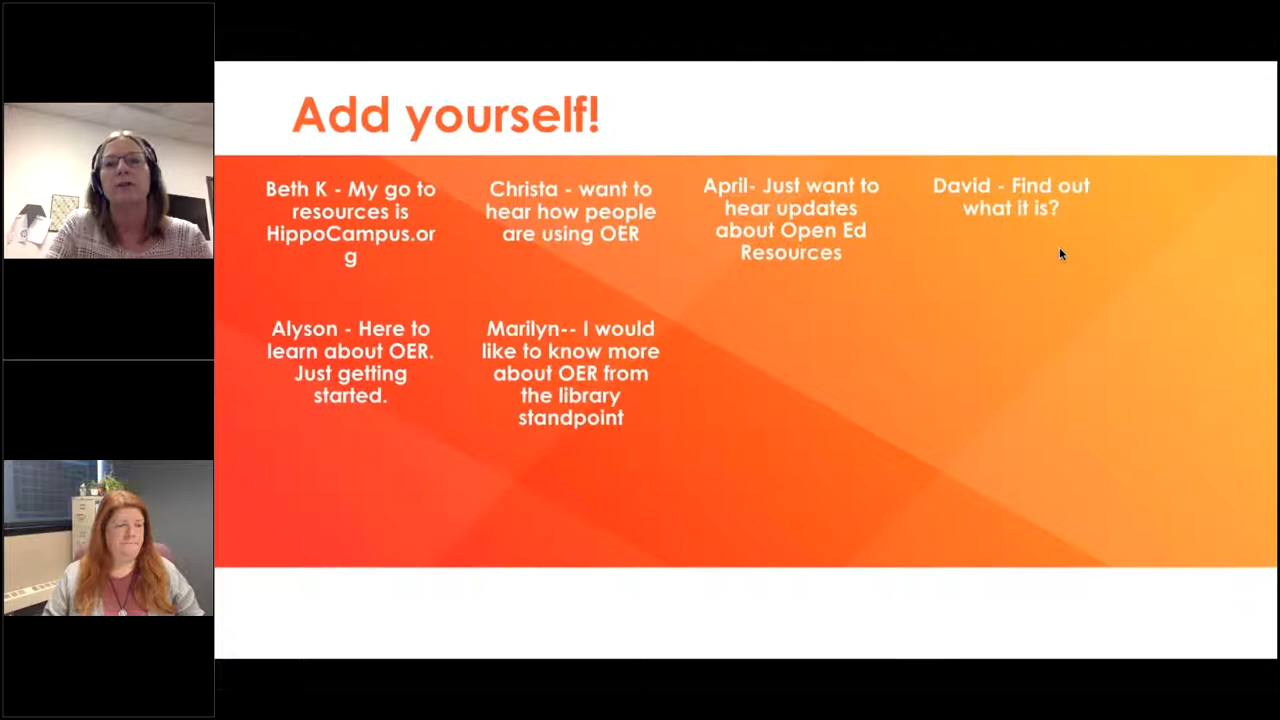 Add yourself!
Beth K - My go to
resources is
HippoCampus.or
g
Christa - want to
hear how people
are using OER
April- Just want to
hear updates
about Open Ed
Resources
David - Find out
what it is?
Alyson - Here to
learn about OER.
Just getting
started.
Marilyn-- I would
like to know more
about OER from
the library
standpoint